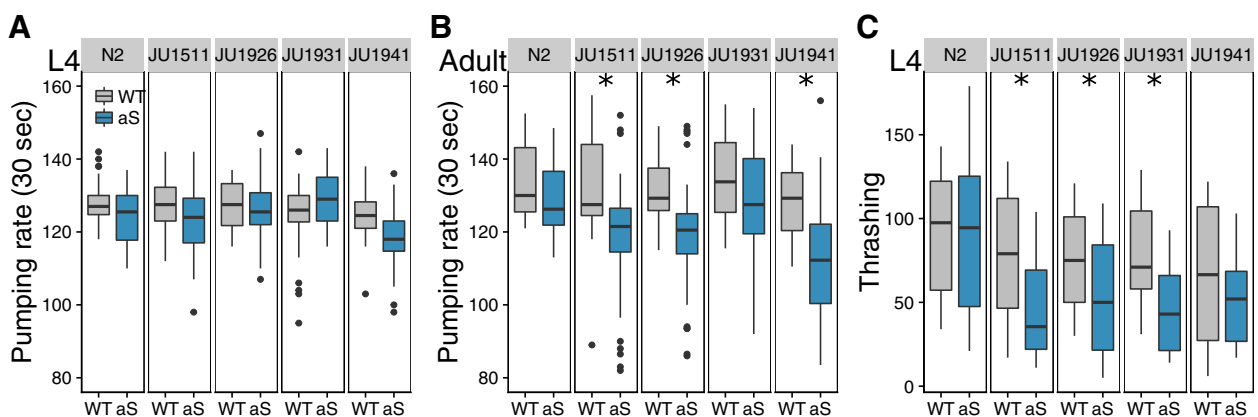 A
L4
N2 JU1511 JU1926 JU1931 JU1941
Pumping rate (30 sec)
160
140
120
100
80
WT
aS
WT aS WT aS WT aS WT aS WT aS
B
Adult
N2 JU1511 JU1926 JU1931 JU1941
* * *
Pumping rate (30 sec)
160
140
120
100
80
WT aS WT aS WT aS WT aS WT aS
C
L4
N2 JU1511 JU1926 JU1931 JU1941
* * *
Thrashing
150
100
50
0
WT aS WT aS WT aS WT aS WT aS